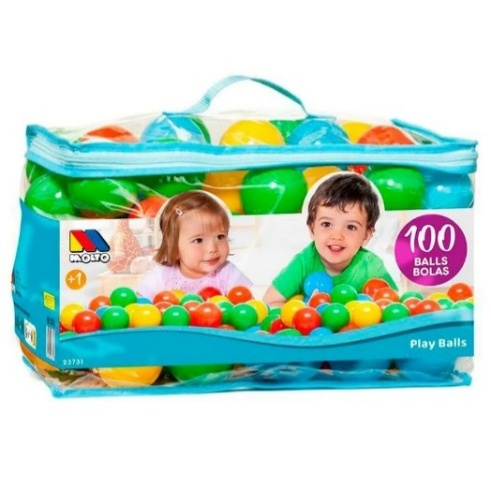 MOLTO
+1
100
BALLS
BOLAS
Play Balls
23731